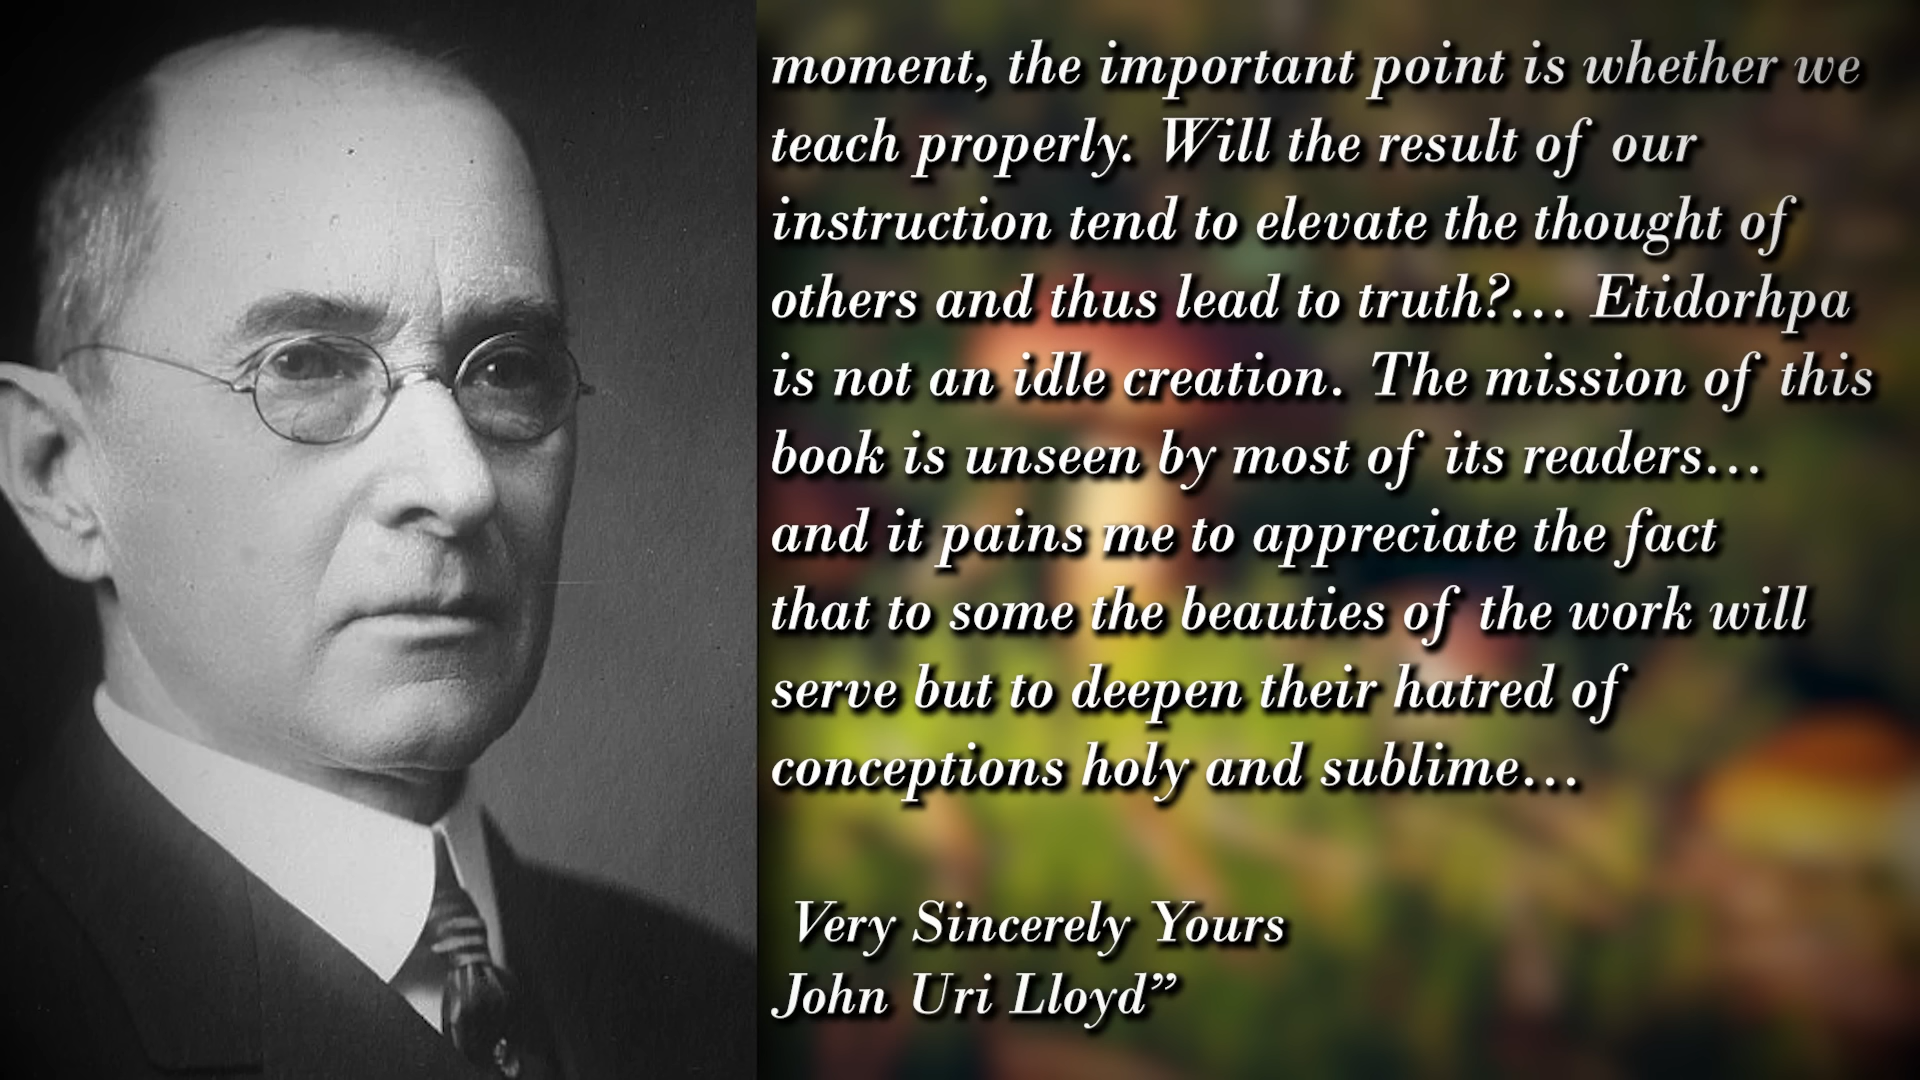 moment, the important point is whether we
teach properly. Will the result of our
instruction tend to elevate the thought of
others and thus lead to truth?... Etidorhpa
is not an idle creation. The mission of this
book is unseen by most of its readers...
and it pains me to appreciate the fact
that to some the beauties of the work will
serve but to deepen their hatred of
conceptions holy and sublime...
Very Sincerely Yours
John Uri Lloyd”